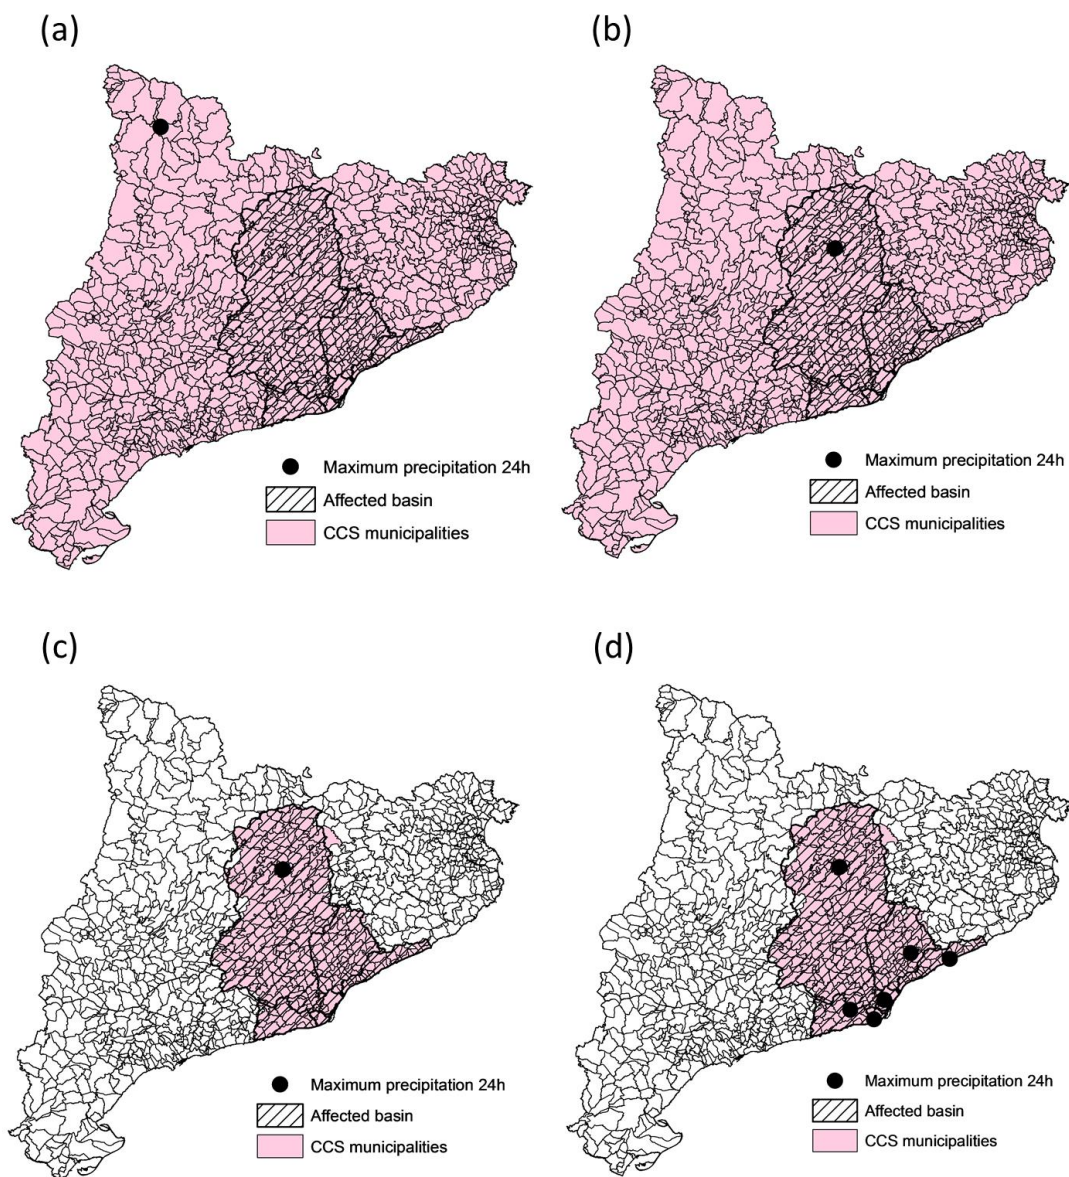 (a)
(b)
Maximum precipitation 24h
Affected basin
CCS municipalities
Maximum precipitation 24h
Affected basin
CCS municipalities
(c)
(d)
Maximum precipitation 24h
Affected basin
CCS municipalities
Maximum precipitation 24h
Affected basin
CCS municipalities